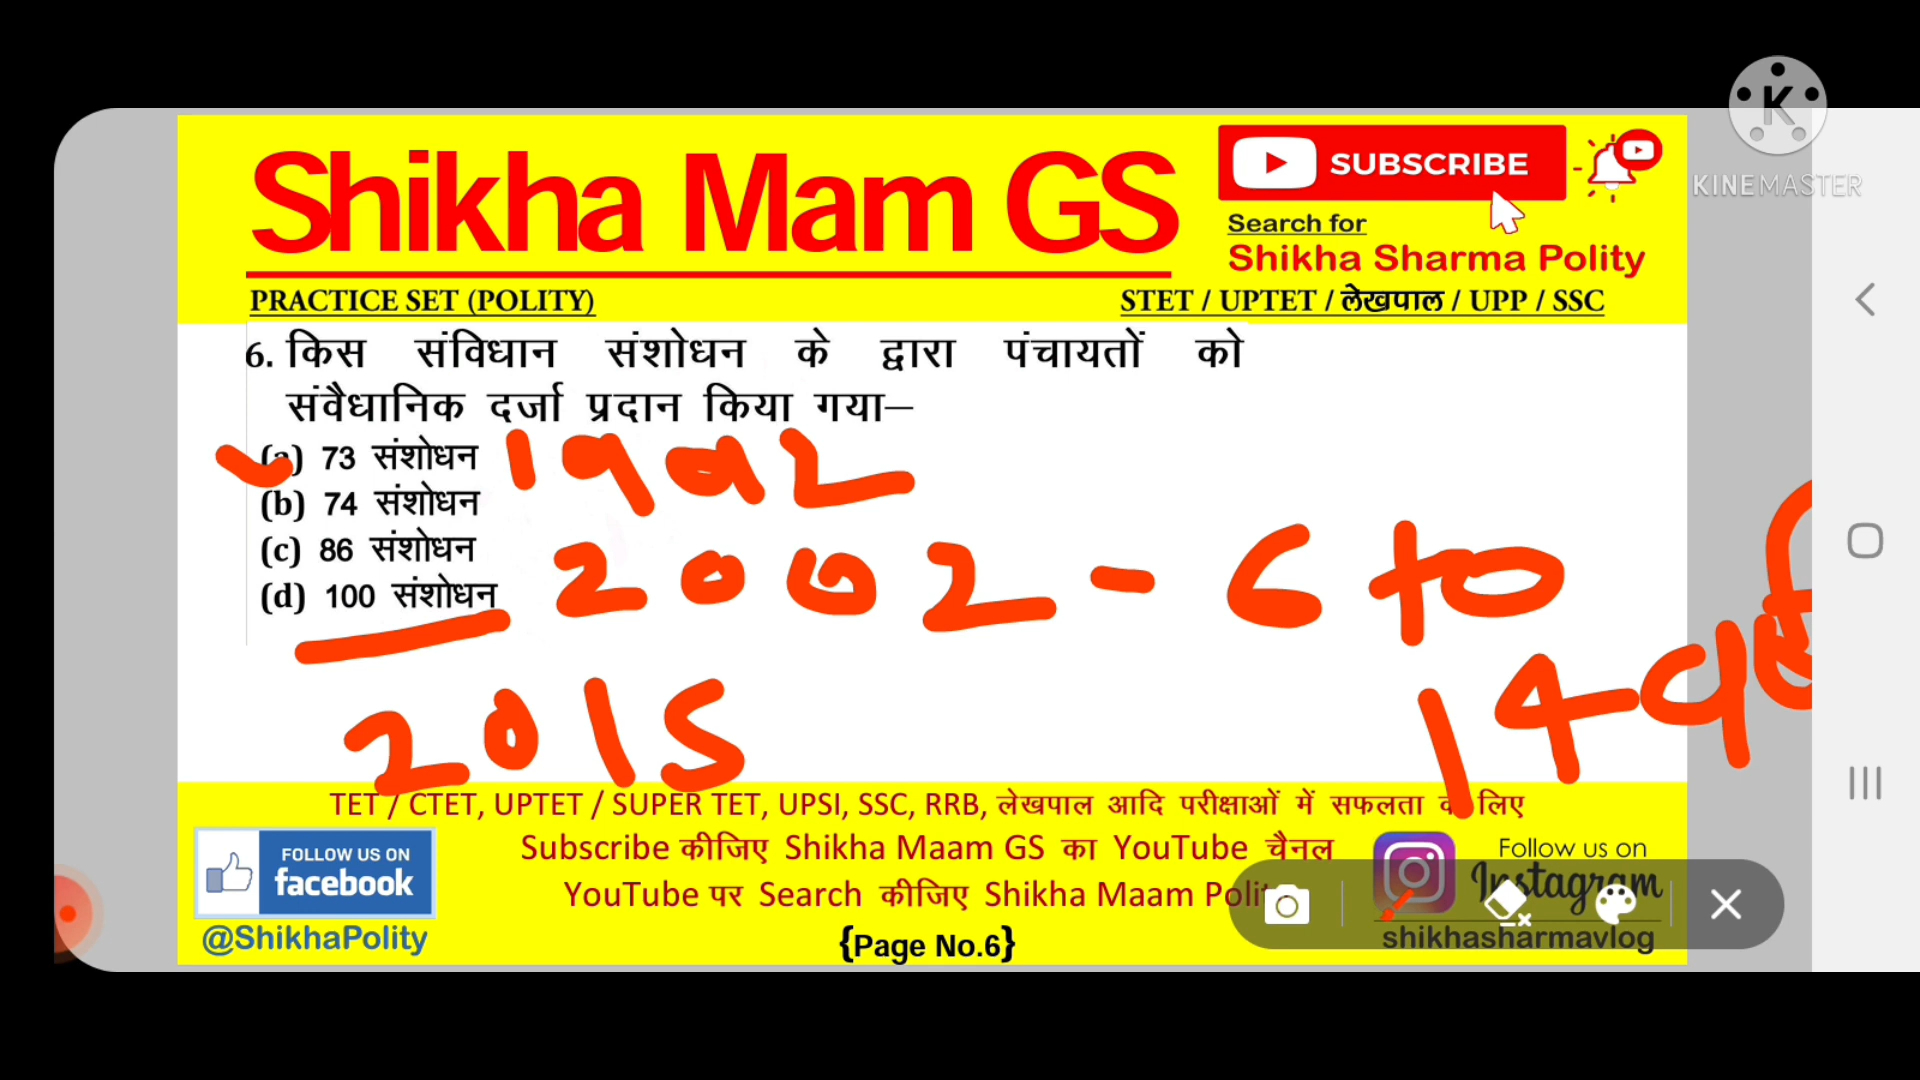 K
KINEMASTER
Shikha Mam GS
SUBSCRIBE
Search for
Shikha Sharma Polity
PRACTICE SET (POLITY)
STET / UPTET / लेखपाल / UPP / SSC
6. किस संविधान संशोधन के द्वारा पंचायतों को
संवैधानिक दर्जा प्रदान किया गया–
(a) 73 संशोधन 1992
(b) 74 संशोधन
(c) 86 संशोधन 2002 - 6 to
14
(d) 100 संशोधन
2015
TET / CTET, UPTET / SUPER TET, UPSI, SSC, RRB, लेखपाल आदि परीक्षाओं में सफलता लिए
Subscribe कीजिए Shikha Maam GS का YouTube चैनल
YouTube पर Search कीजिए Shikha Maam Polit
{Page No.6}
FOLLOW US ON
facebook
@ShikhaPolity
Follow us on
Instagram
shikhasharmavlog